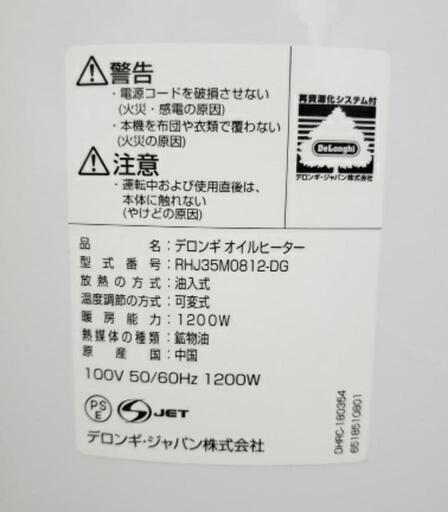 警告
・電源コードを破損させない
(火災・感電の原因)
・本機を布団や衣類で覆わない
(火災の原因)
注意
・運転中および使用直後は、
本体に触れない
(やけどの原因)
再資源化システム付
DeLonghi
デロンギ・ジャパン株式会社
品名：デロンギ オイルヒーター
型式番号：RHJ35M0812-DG
放熱の方式：油入式
温度調節の方式：可変式
暖房能力：1200W
熱媒体の種類：鉱物油
原産国：中国
100V 50/60Hz 1200W
PS
E
JET
デロンギ・ジャパン株式会社
DHRC-180354
6518510801